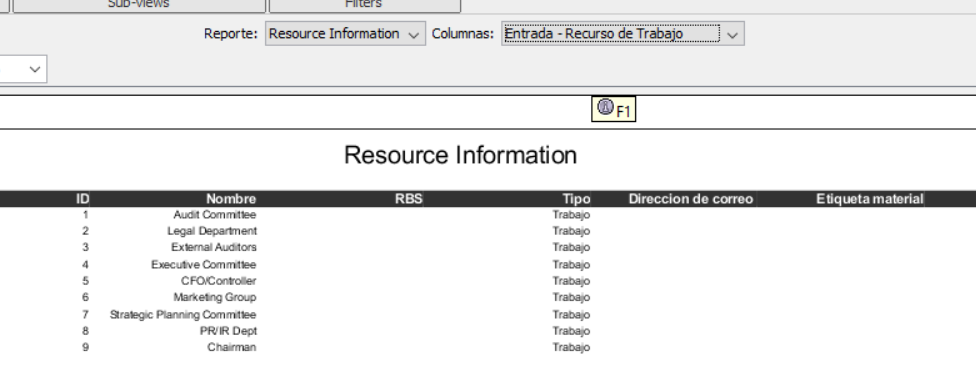 Sub-views Filters
Reporte: Resource Information Columnas: Entrada - Recurso de Trabajo
F1
Resource Information
ID Nombre RBS Tipo Direccion de correo Etiqueta material
1 Audit Committee Trabajo
2 Legal Department Trabajo
3 External Auditors Trabajo
4 Executive Committee Trabajo
5 CFO/Controller Trabajo
6 Marketing Group Trabajo
7 Strategic Planning Committee Trabajo
8 PR/IR Dept Trabajo
9 Chairman Trabajo